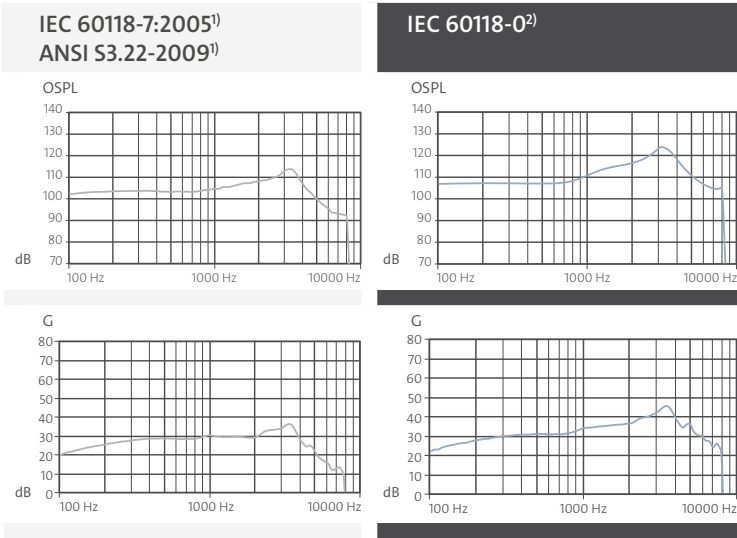 IEC 60118-7:2005¹⁾
ANSI S3.22-2009¹⁾
IEC 60118-0²⁾
OSPL
140
130
120
110
100
90
80
dB 70
100 Hz 1000 Hz 10000 Hz
OSPL
140
130
120
110
100
90
80
dB 70
100 Hz 1000 Hz 10000 Hz
G
80
70
60
50
40
30
20
10
dB 0
100 Hz 1000 Hz 10000 Hz
G
80
70
60
50
40
30
20
10
dB 0
100 Hz 1000 Hz 10000 Hz